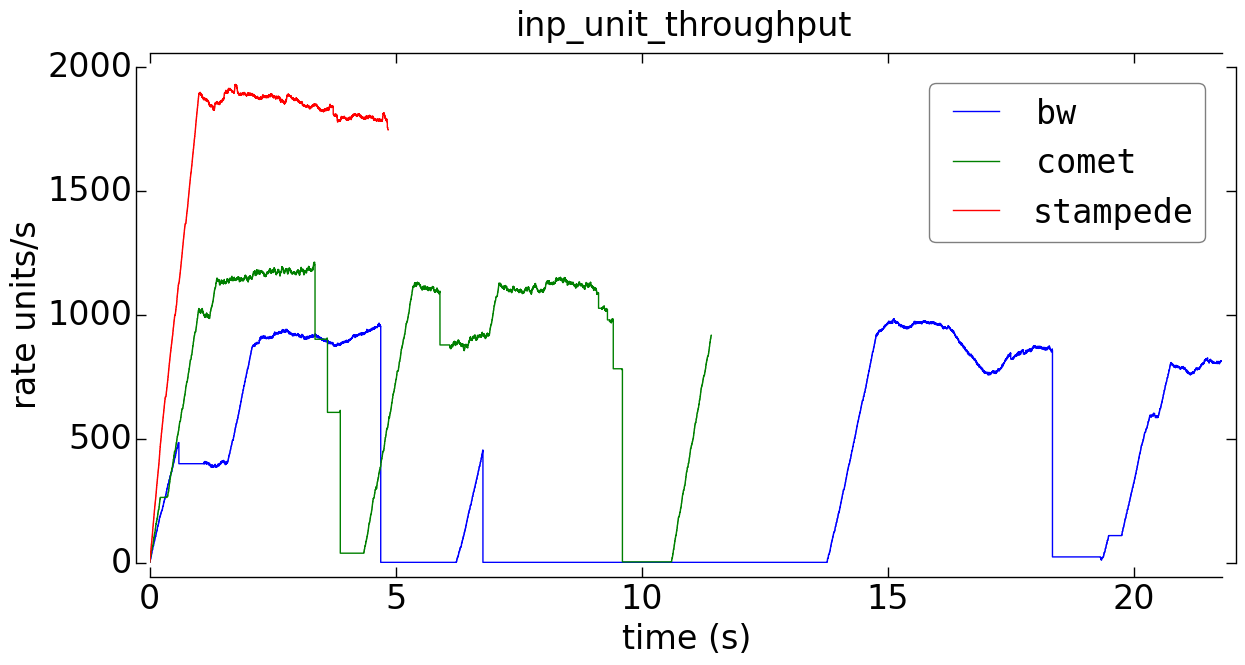 inp_unit_throughput
2000
1500
1000
500
0
rate units/s
bw
comet
stampede
0 5 10 15 20
time (s)